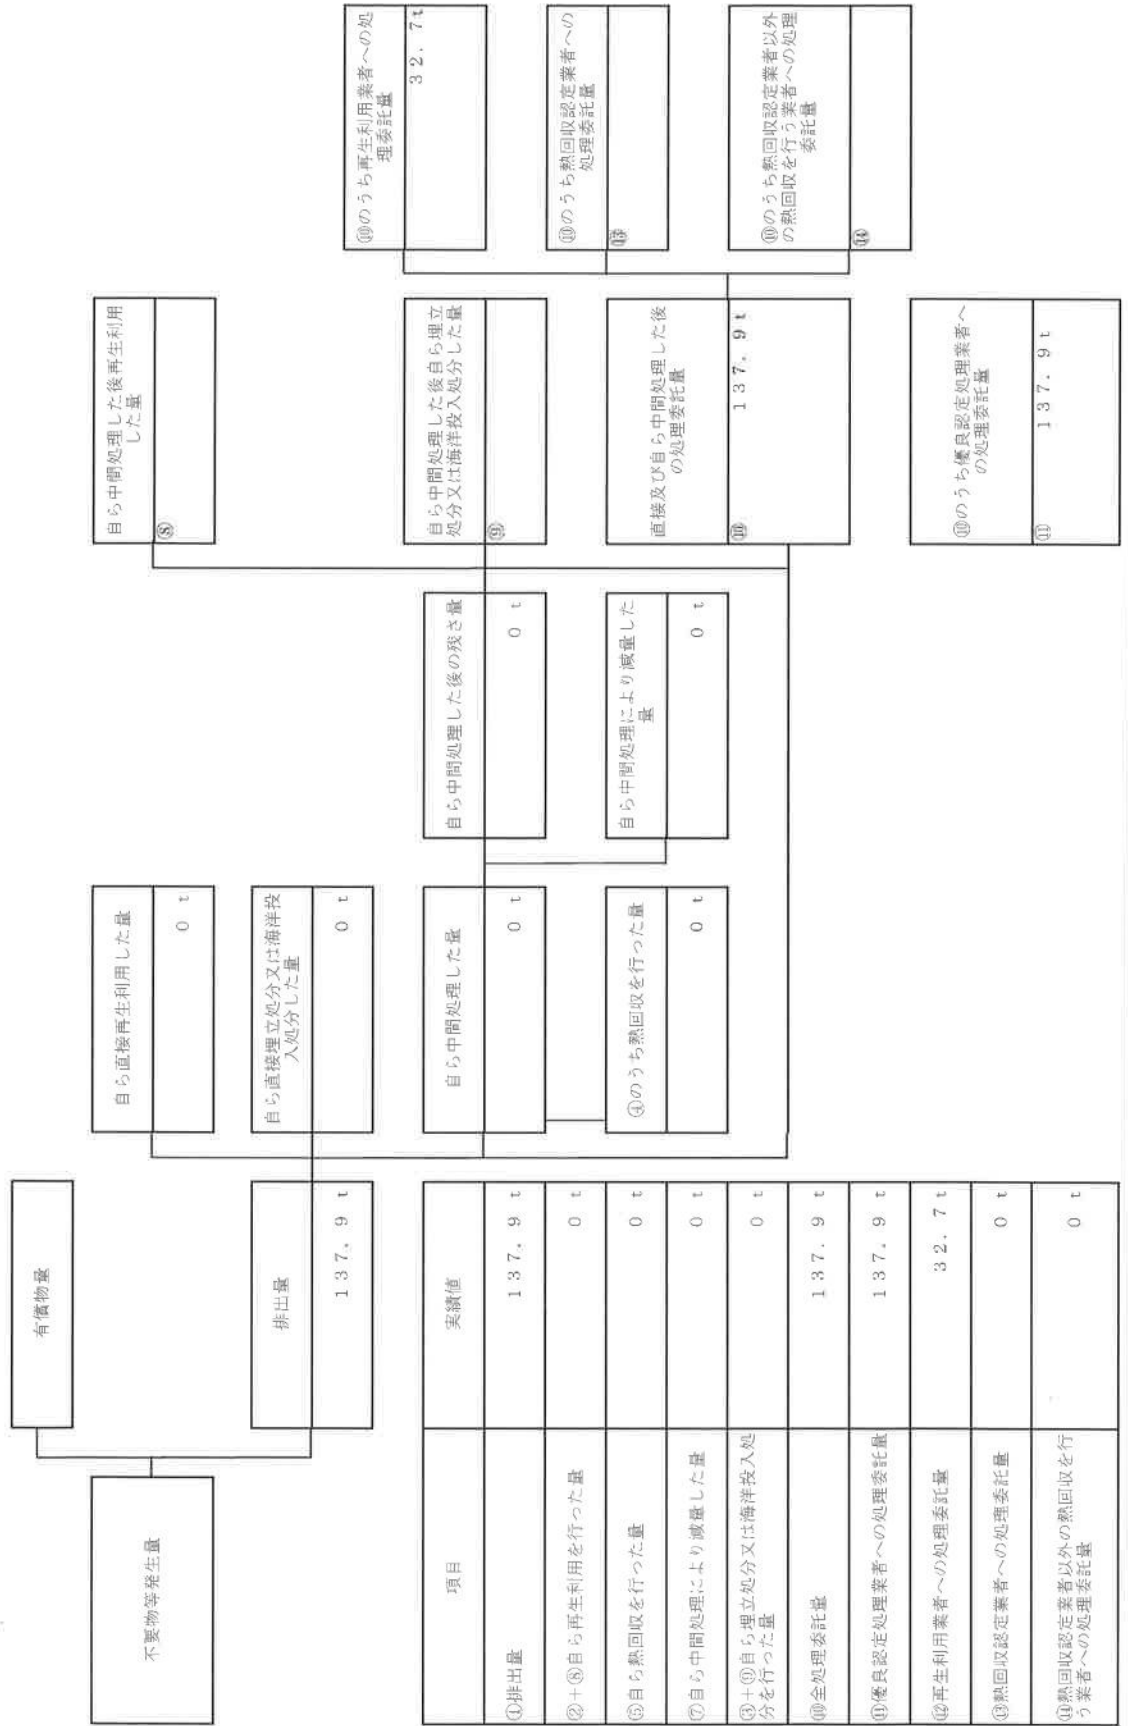 不要物等発生量
有償物量
排出量
137.9 t
自ら直接再生利用した量
0 t
自ら直接埋立処分又は海洋投
入処分した量
0 t
自ら中間処理した量
0 t
④のうち熱回収を行った量
0 t
自ら中間処理した後の残さ量
0 t
自ら中間処理により減量した
量
0 t
自ら中間処理した後再生利用
した量
⑧
自ら中間処理した後自ら埋立
処分又は海洋投入処分した量
⑨
直接及び自ら中間処理した後
の処理委託量
⑩
137.9 t
⑩のうち優良認定処理業者へ
の処理委託量
⑪
137.9 t
⑩のうち再生利用業者への処
理委託量
32.7t
⑩のうち熱回収認定業者への
処理委託量
⑬
⑩のうち熱回収認定業者以外
の熱回収を行う業者への処理
委託量
⑭
項目 実績値
①排出量 137.9 t
②+⑧自ら再生利用を行った量 0 t
⑤自ら熱回収を行った量 0 t
⑦自ら中間処理により減量した量 0 t
③+⑨自ら埋立処分又は海洋投入処
分を行った量 0 t
⑩全処理委託量 137.9 t
⑪優良認定処理業者への処理委託量 137.9 t
⑫再生利用業者への処理委託量 32.7 t
⑬熱回収認定業者への処理委託量 0 t
⑭熱回収認定業者以外の熱回収を行
う業者への処理委託量 0 t